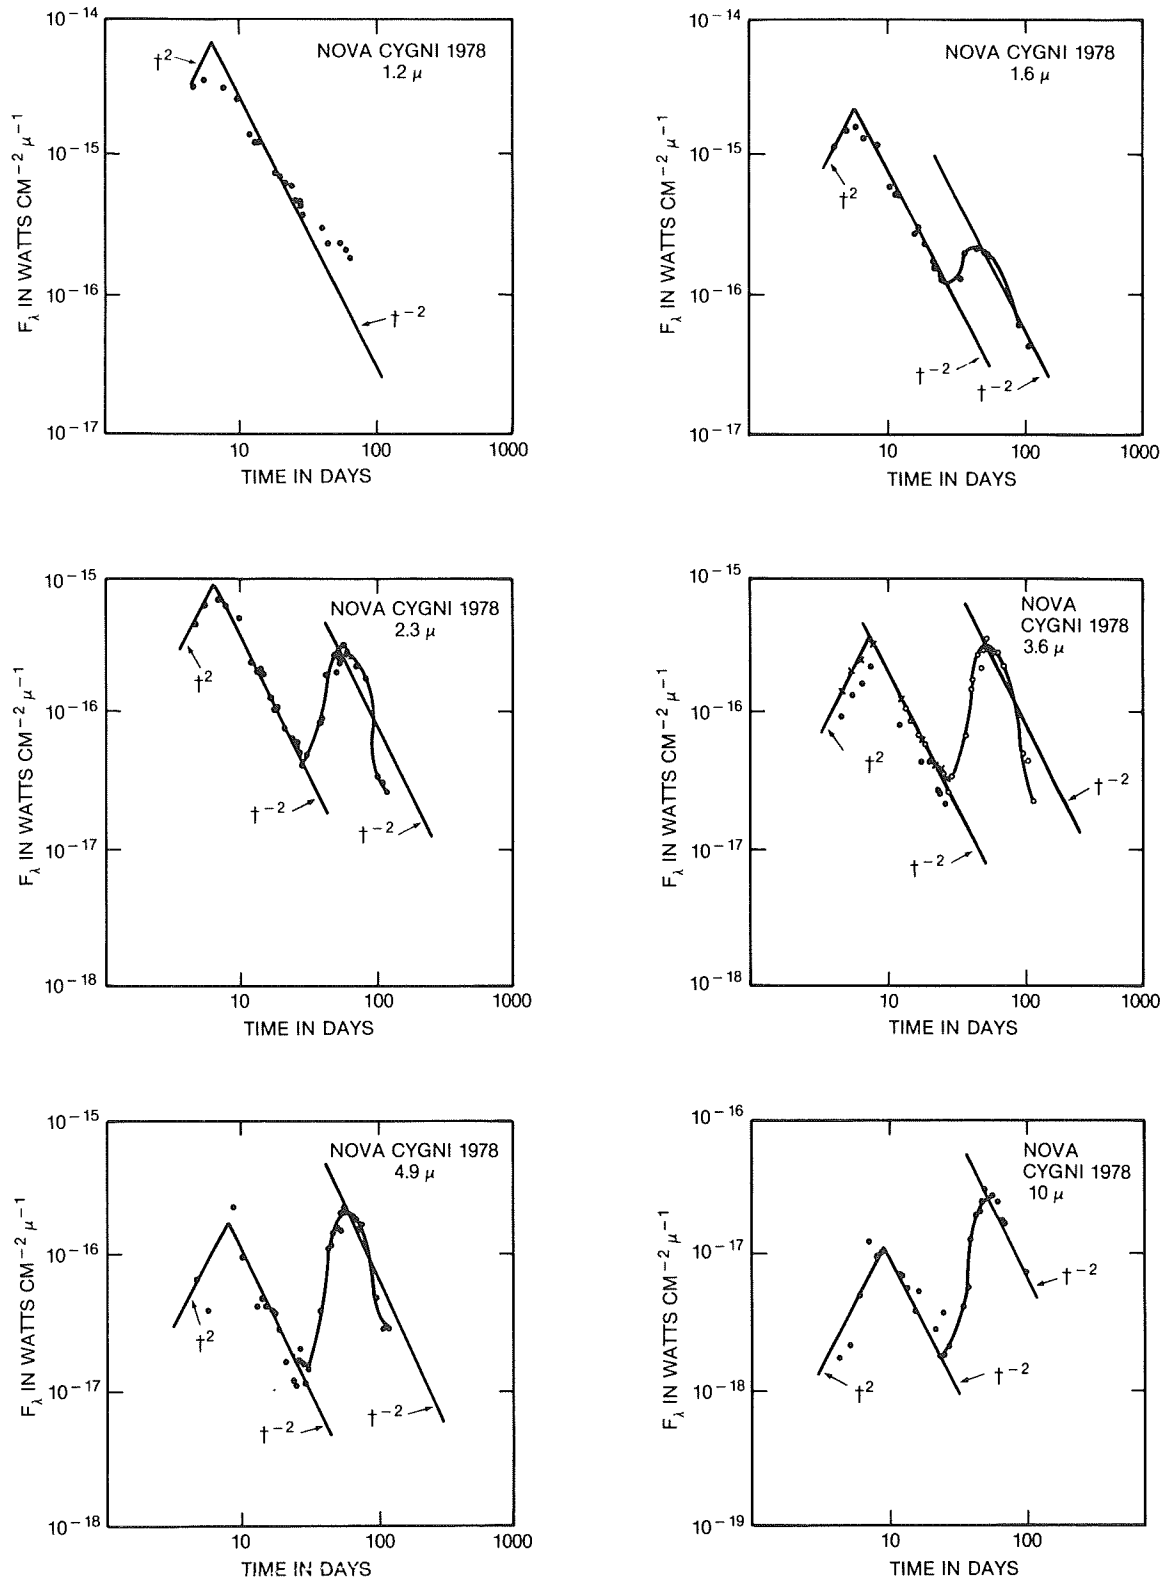 10⁻¹⁴
10⁻¹⁵
10⁻¹⁶
10⁻¹⁷
F_λ IN WATTS CM⁻² μ⁻¹
NOVA CYGNI 1978
1.2 μ
†²
†⁻²
10 100 1000
TIME IN DAYS
10⁻¹⁴
10⁻¹⁵
10⁻¹⁶
10⁻¹⁷
F_λ IN WATTS CM⁻² μ⁻¹
NOVA CYGNI 1978
1.6 μ
†²
†⁻²
†⁻²
10 100 1000
TIME IN DAYS
10⁻¹⁵
10⁻¹⁶
10⁻¹⁷
10⁻¹⁸
F_λ IN WATTS CM⁻² μ⁻¹
NOVA CYGNI 1978
2.3 μ
†²
†⁻²
†⁻²
10 100 1000
TIME IN DAYS
10⁻¹⁵
10⁻¹⁶
10⁻¹⁷
10⁻¹⁸
F_λ IN WATTS CM⁻² μ⁻¹
NOVA
CYGNI 1978
3.6 μ
†²
†⁻²
†⁻²
10 100 1000
TIME IN DAYS
10⁻¹⁵
10⁻¹⁶
10⁻¹⁷
10⁻¹⁸
F_λ IN WATTS CM⁻² μ⁻¹
NOVA CYGNI 1978
4.9 μ
†²
†⁻²
†⁻²
10 100 1000
TIME IN DAYS
10⁻¹⁶
10⁻¹⁷
10⁻¹⁸
10⁻¹⁹
F_λ IN WATTS CM⁻² μ⁻¹
NOVA
CYGNI 1978
10 μ
†⁻²
†⁻²
†²
10 100 1000
TIME IN DAYS